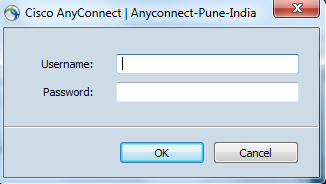 Cisco AnyConnect | Anyconnect-Pune-India
Username:
Password:
OK Cancel